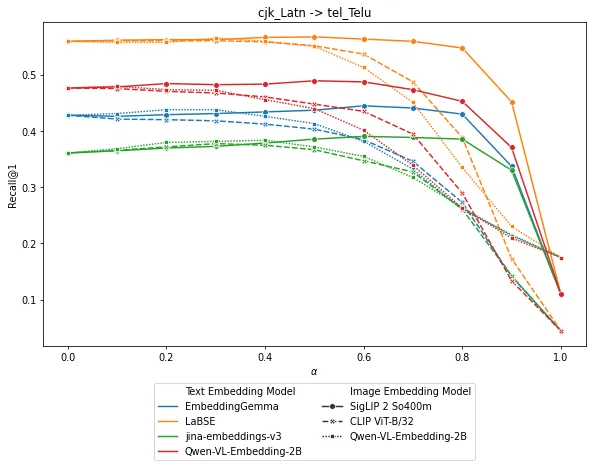 cjk_Latn -> tel_Telu
Recall@1
0.5
0.4
0.3
0.2
0.1
0.0 0.2 0.4 0.6 0.8 1.0
α
Text Embedding Model Image Embedding Model
EmbeddingGemma SigLIP 2 So400m
LaBSE CLIP ViT-B/32
jina-embeddings-v3 Qwen-VL-Embedding-2B
Qwen-VL-Embedding-2B